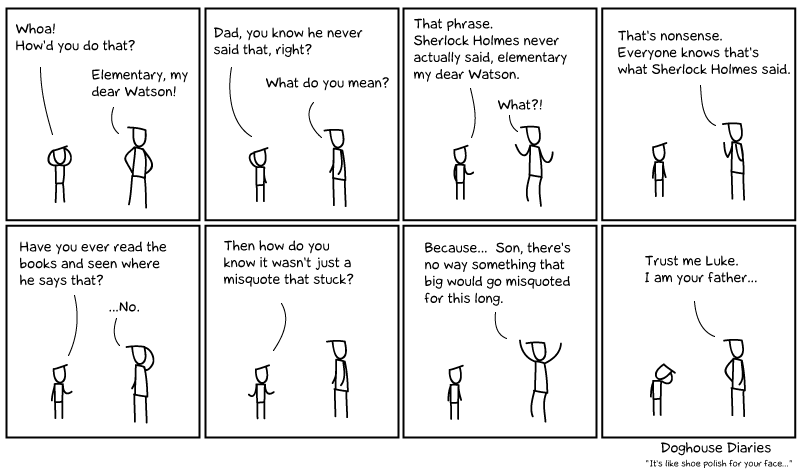 Whoa!
How'd you do that?
Elementary, my
dear Watson!
Dad, you know he never
said that, right?
What do you mean?
That phrase.
Sherlock Holmes never
actually said, elementary
my dear Watson.
What?!
That's nonsense.
Everyone knows that's
what Sherlock Holmes said.
Have you ever read the
books and seen where
he says that?
...No.
Then how do you
know it wasn't just a
misquote that stuck?
Because... Son, there's
no way something that
big would go misquoted
for this long.
Trust me Luke.
I am your father...
Doghouse Diaries
"It's like shoe polish for your face..."